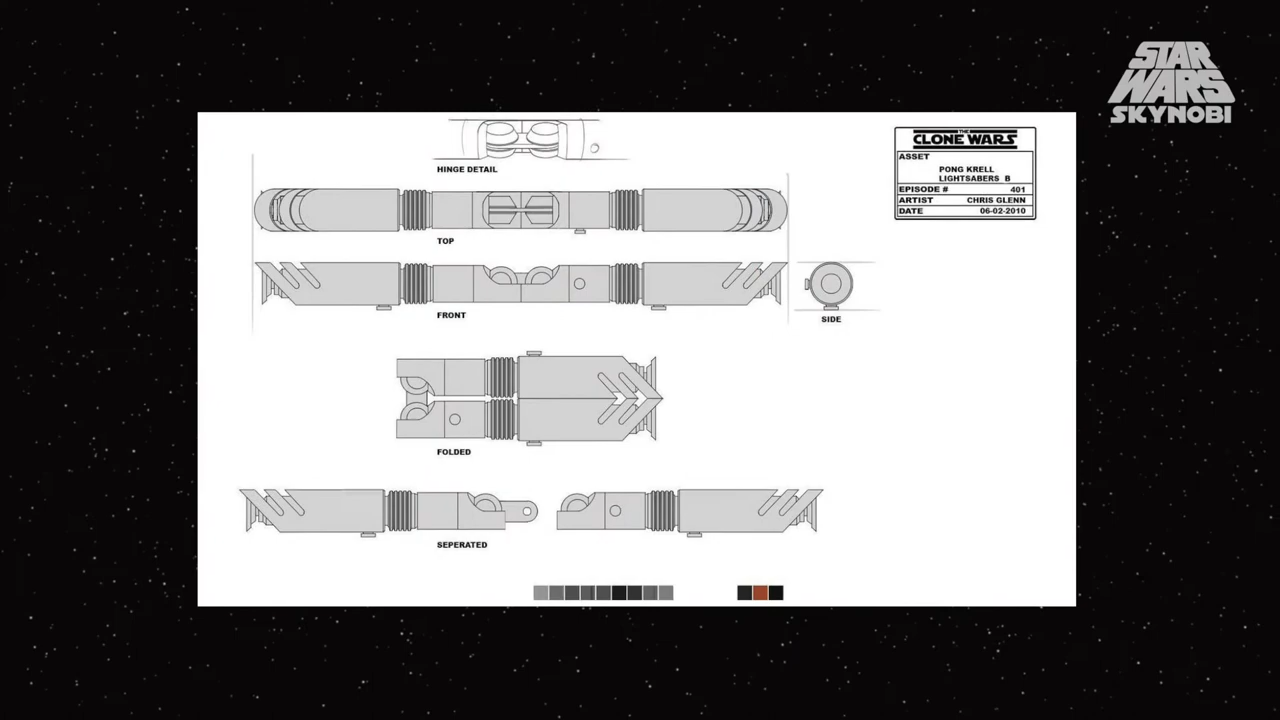 STAR
WARS
SKYNOBI
THE
CLONE WARS
ASSET
PONG KRELL
LIGHTSABERS B
EPISODE # 401
ARTIST CHRIS GLENN
DATE 06-02-2010
HINGE DETAIL
TOP
FRONT
SIDE
FOLDED
SEPERATED